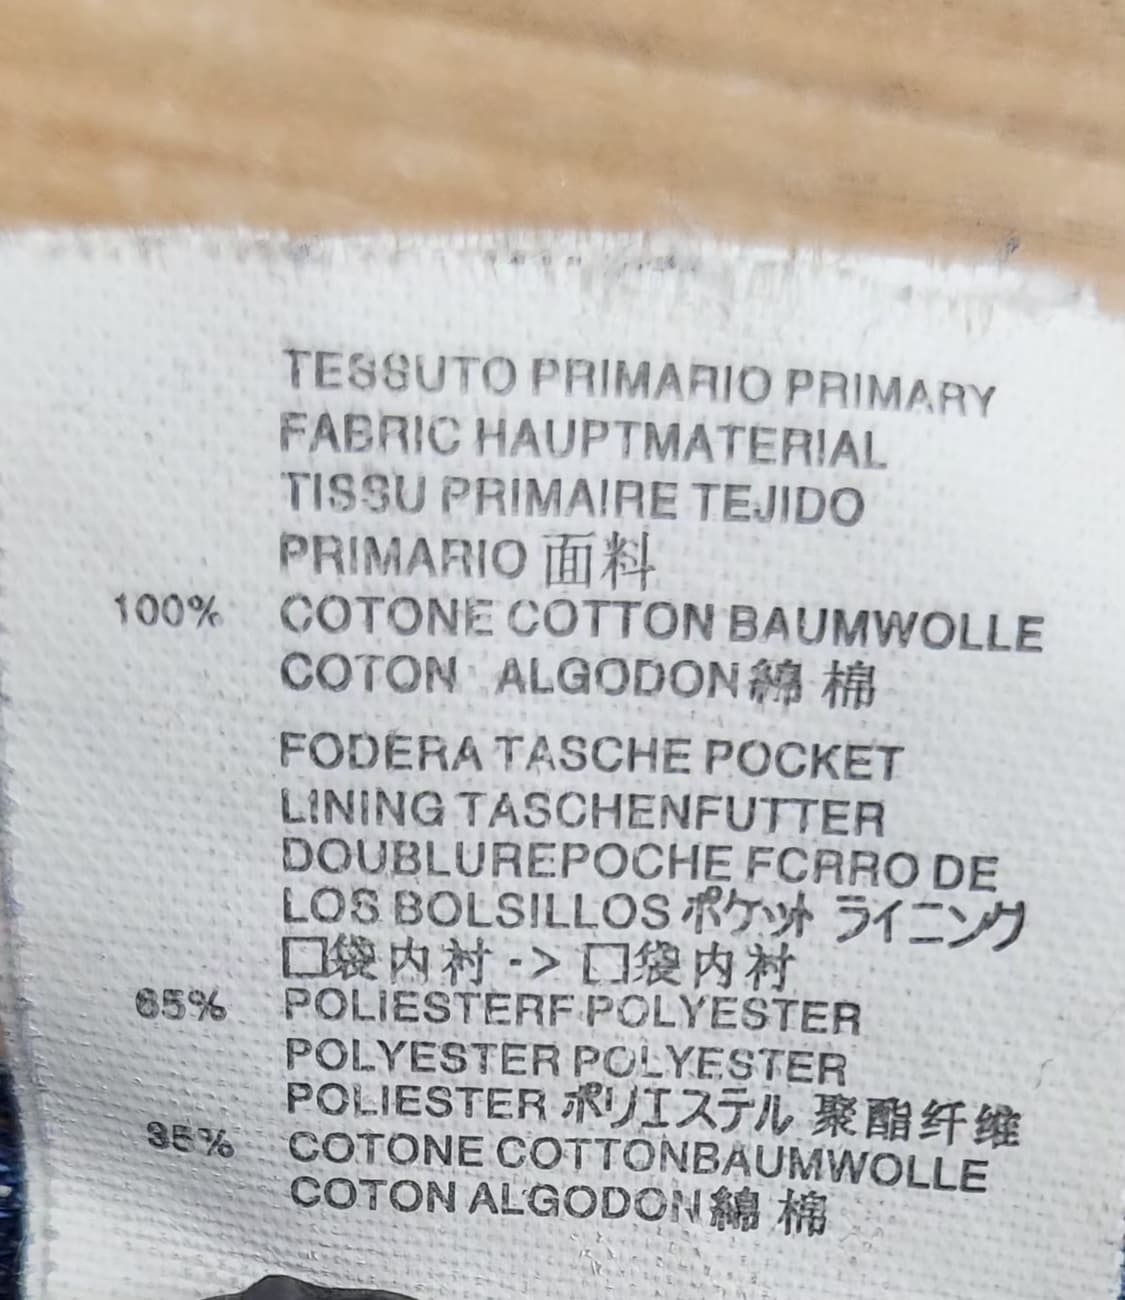 TESSUTO PRIMARIO PRIMARY
FABRIC HAUPTMATERIAL
TISSU PRIMAIRE TEJIDO
PRIMARIO 面料
100% COTONE COTTON BAUMWOLLE
COTON ALGODON 綿 棉
FODERA TASCHE POCKET
LINING TASCHENFUTTER
DOUBLUREPOCHE FCRRO DE
LOS BOLSILLOS ポケット ライニング
口袋内衬 -> 口袋内衬
65% POLIESTERF POLYESTER
POLYESTER POLYESTER
POLIESTER ポリエステル 聚酯纤维
35% COTONE COTTONBAUMWOLLE
COTON ALGODON 綿 棉